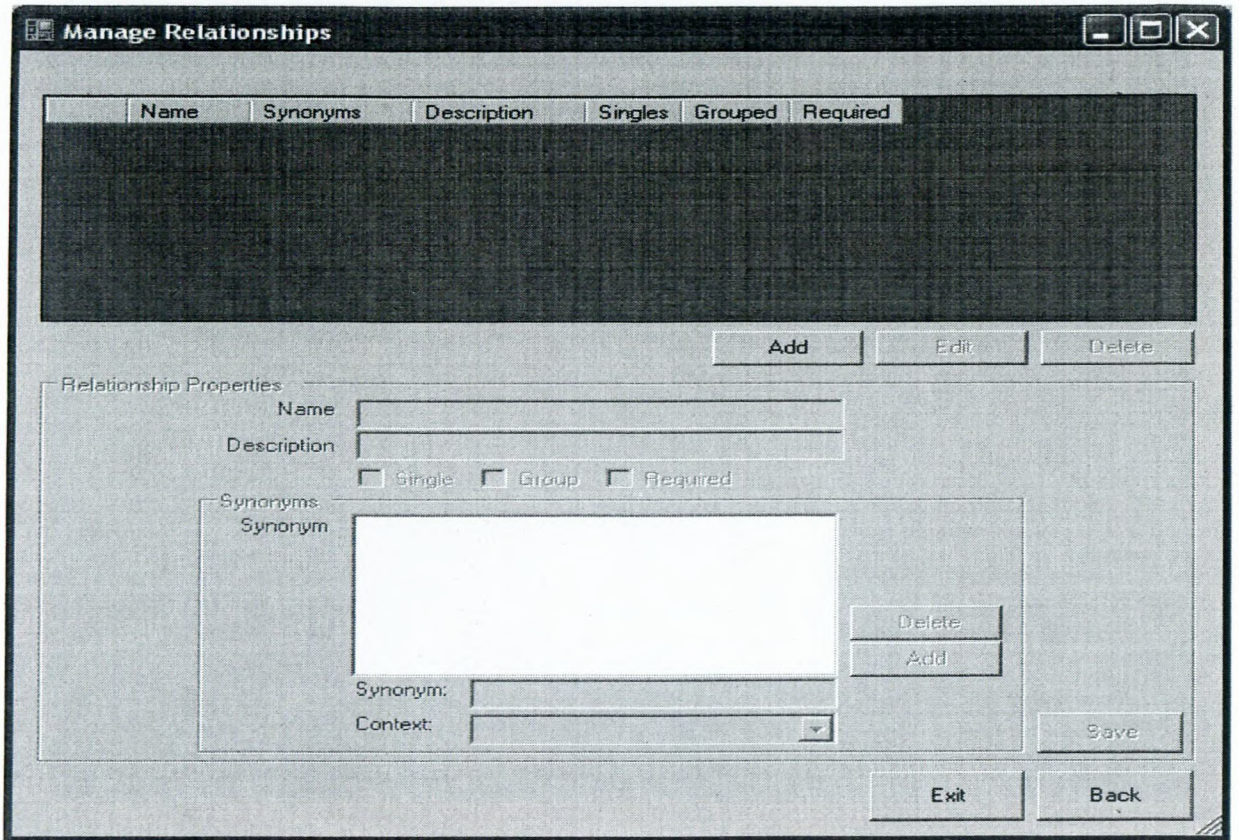 Manage Relationships
Name Synonyms Description Singles Grouped Required
Add Edit Delete
Relationship Properties
Name
Description
Single Group Required
Synonyms
Synonym
Delete
Add
Synonym:
Context:
Save
Exit Back